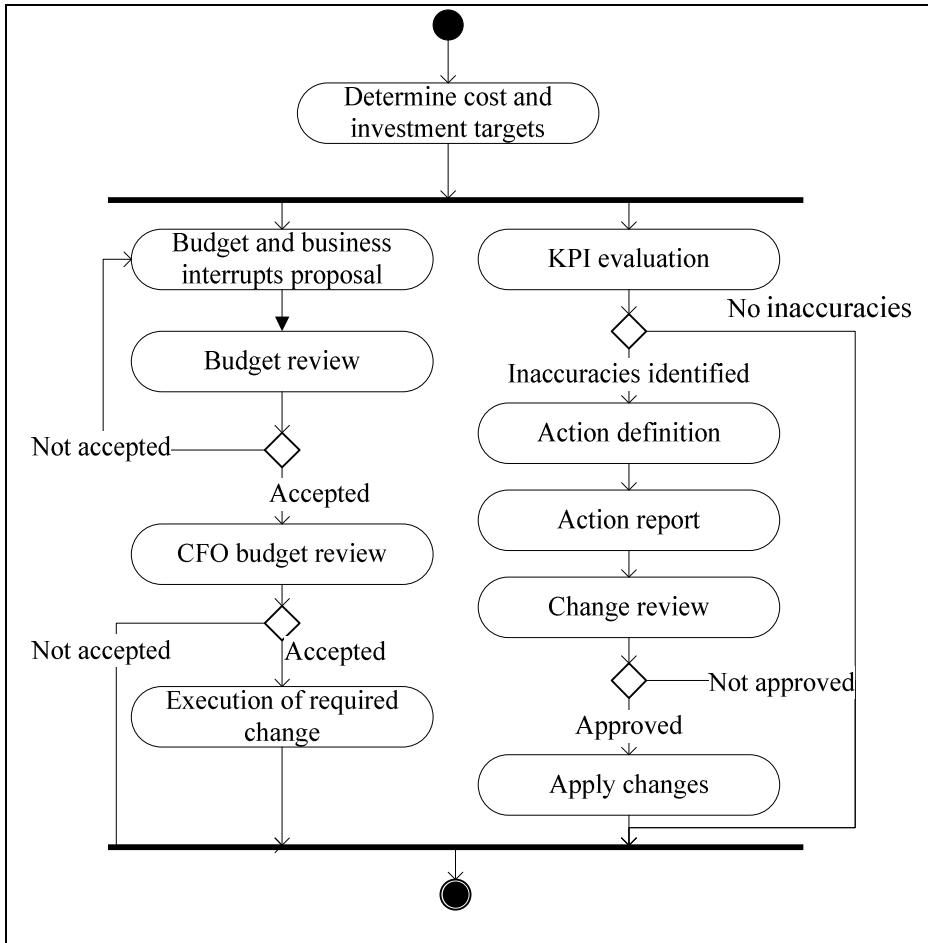 Determine cost and
investment targets
Budget and business
interrupts proposal
Budget review
Not accepted
Accepted
CFO budget review
Not accepted
Accepted
Execution of required
change
KPI evaluation
No inaccuracies
Inaccuracies identified
Action definition
Action report
Change review
Not approved
Approved
Apply changes